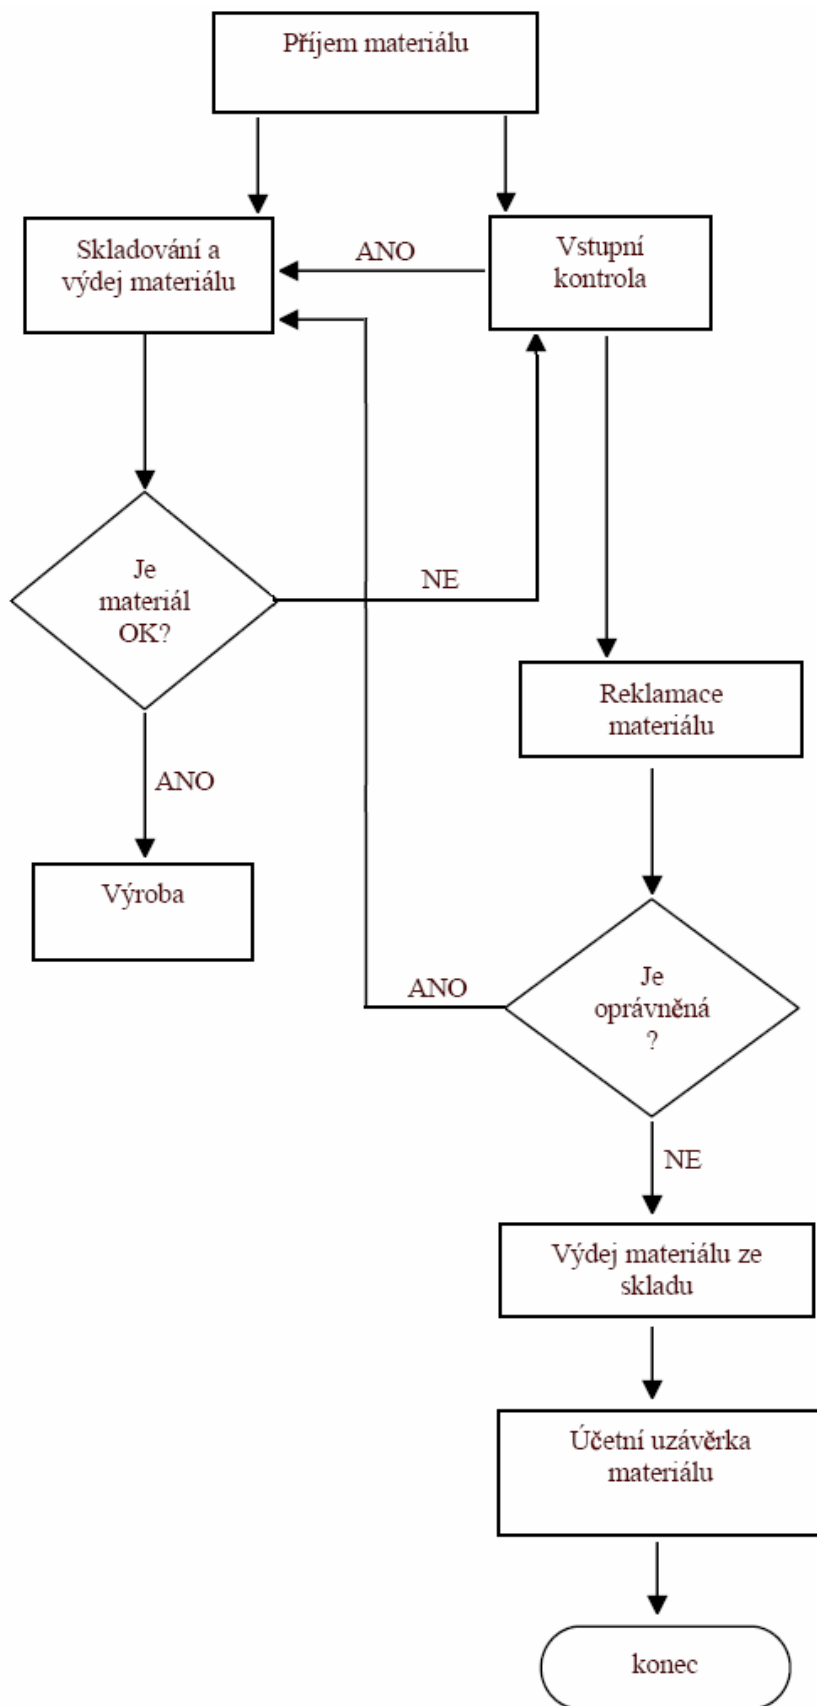 Příjem materiálu
Skladování a
výdej materiálu
ANO
Vstupní
kontrola
Je
materiál
OK?
NE
Reklamace
materiálu
ANO
Výroba
ANO
Je
oprávněná
?
NE
Výdej materiálu ze
skladu
Účetní uzávěrka
materiálu
konec